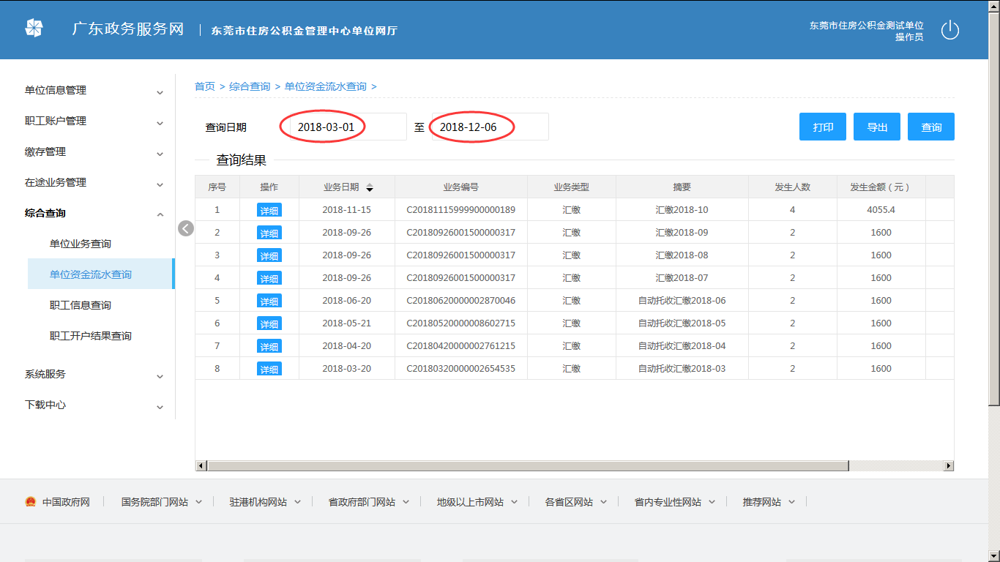 广东政务服务网 东莞市住房公积金管理中心单位网厅
东莞市住房公积金测试单位
操作员
单位信息管理
职工账户管理
缴存管理
在途业务管理
综合查询
单位业务查询
单位资金流水查询
职工信息查询
职工开户结果查询
系统服务
下载中心
首页 > 综合查询 > 单位资金流水查询 >
查询日期 2018-03-01 至 2018-12-06 打印 导出 查询
查询结果
序号 操作 业务日期 业务编号 业务类型 摘要 发生人数 发生金额（元）
1 详细 2018-11-15 C20181115999900000189 汇缴 汇缴2018-10 4 4055.4
2 详细 2018-09-26 C20180926001500000317 汇缴 汇缴2018-09 2 1600
3 详细 2018-09-26 C20180926001500000317 汇缴 汇缴2018-08 2 1600
4 详细 2018-09-26 C20180926001500000317 汇缴 汇缴2018-07 2 1600
5 详细 2018-06-20 C20180620000002870046 汇缴 自动托收汇缴2018-06 2 1600
6 详细 2018-05-21 C20180520000008602715 汇缴 自动托收汇缴2018-05 2 1600
7 详细 2018-04-20 C20180420000002761215 汇缴 自动托收汇缴2018-04 2 1600
8 详细 2018-03-20 C20180320000002654535 汇缴 自动托收汇缴2018-03 2 1600
中国政府网 国务院部门网站 驻港机构网站 省政府部门网站 地级以上市网站 各省区网站 省内专业性网站 推荐网站